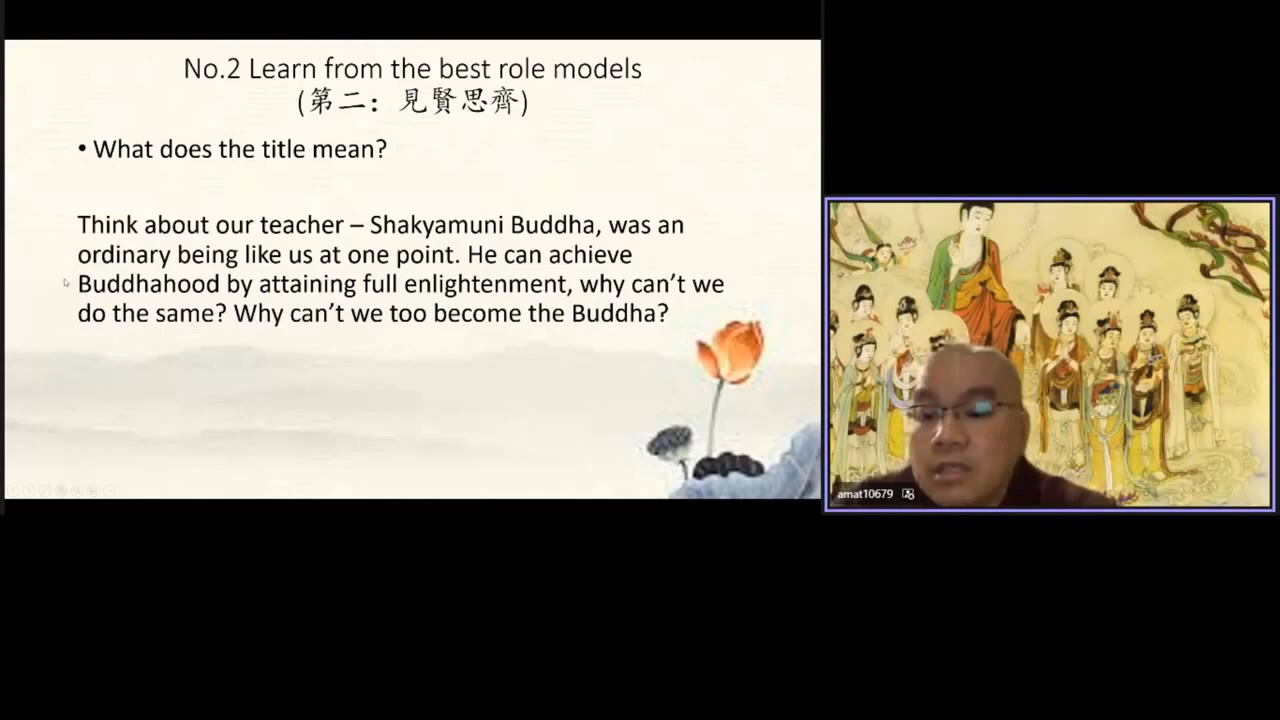 No.2 Learn from the best role models
(第二：見賢思齊)
• What does the title mean?
Think about our teacher – Shakyamuni Buddha, was an
ordinary being like us at one point. He can achieve
Buddhahood by attaining full enlightenment, why can’t we
do the same? Why can’t we too become the Buddha?
amat10679